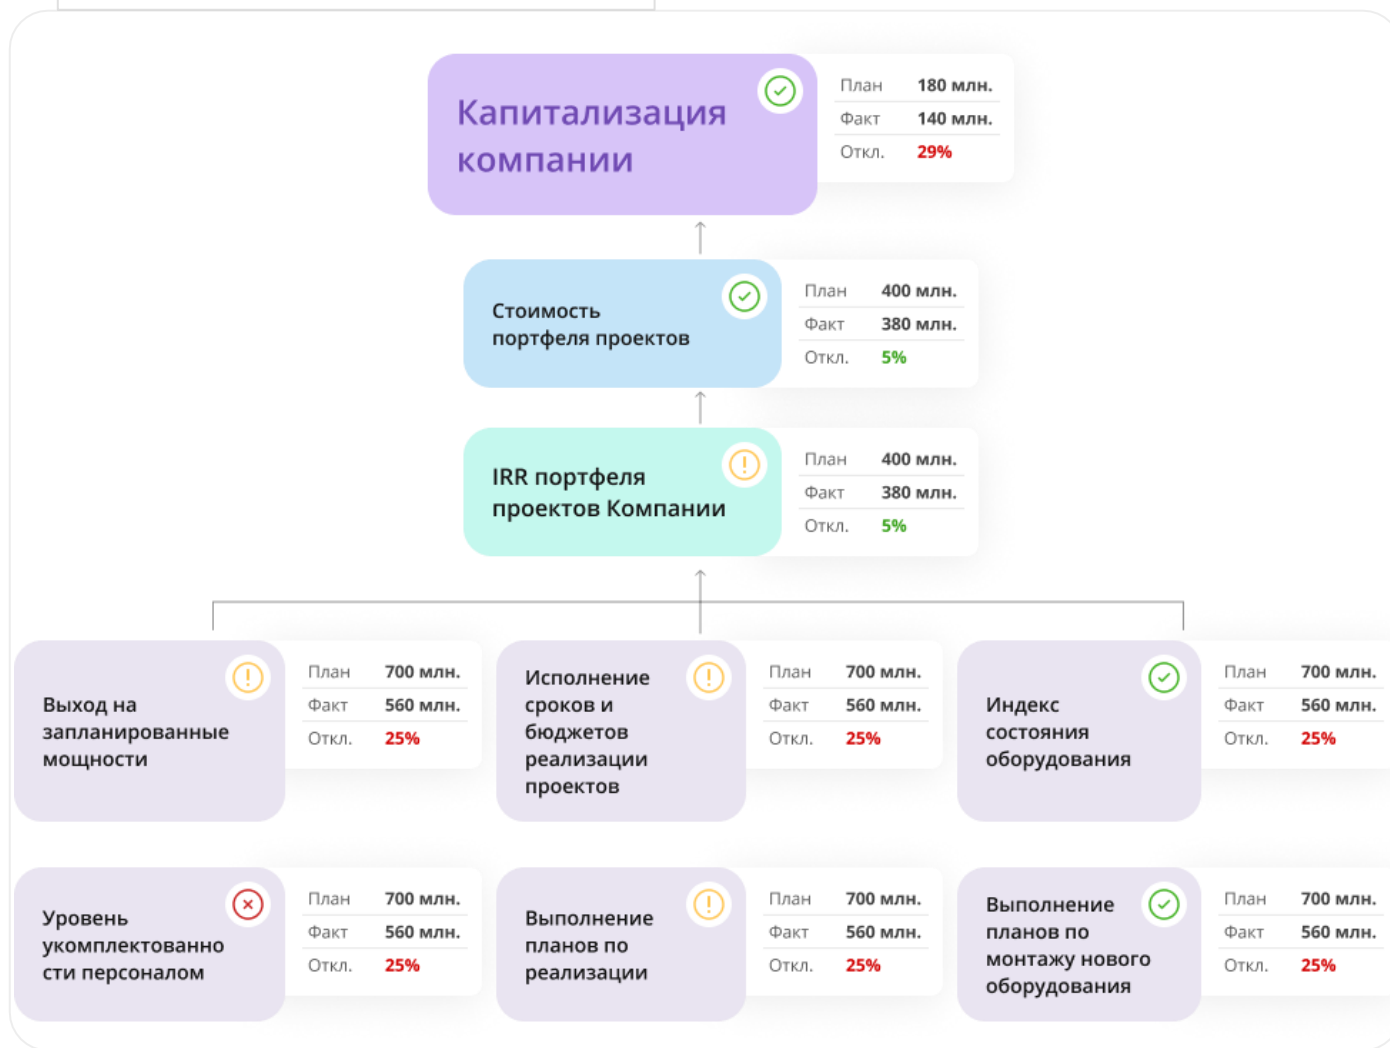 Капитализация
компании
План 180 млн.
Факт 140 млн.
Откл. 29%
Стоимость
портфеля проектов
План 400 млн.
Факт 380 млн.
Откл. 5%
IRR портфеля
проектов Компании
План 400 млн.
Факт 380 млн.
Откл. 5%
Выход на
запланированные
мощности
План 700 млн.
Факт 560 млн.
Откл. 25%
Исполнение
сроков и
бюджетов
реализации
проектов
План 700 млн.
Факт 560 млн.
Откл. 25%
Индекс
состояния
оборудования
План 700 млн.
Факт 560 млн.
Откл. 25%
Уровень
укомплектованно
сти персоналом
План 700 млн.
Факт 560 млн.
Откл. 25%
Выполнение
планов по
реализации
План 700 млн.
Факт 560 млн.
Откл. 25%
Выполнение
планов по
монтажу нового
оборудования
План 700 млн.
Факт 560 млн.
Откл. 25%